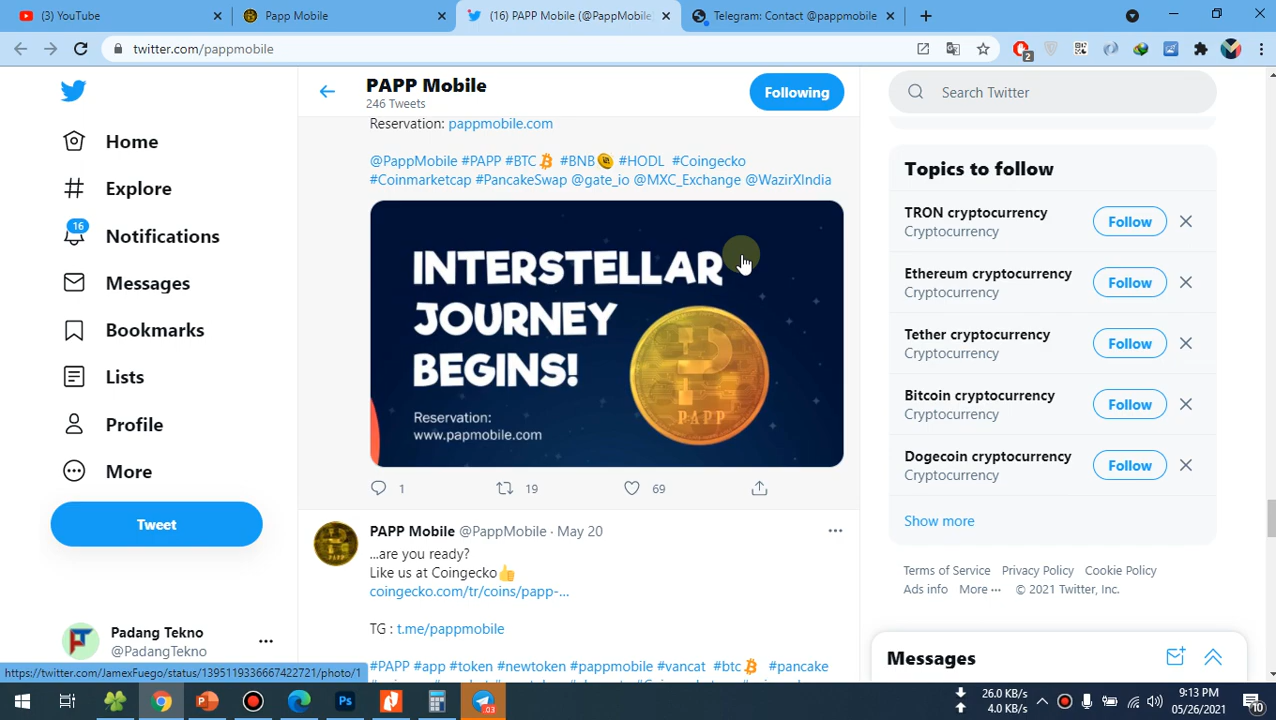 (3) YouTube
Papp Mobile
(16) PAPP Mobile (@PappMobile
Telegram: Contact @pappmobile
twitter.com/pappmobile
2
PAPP Mobile
246 Tweets
Following
Search Twitter
Home
Explore
16
Notifications
Messages
Bookmarks
Lists
Profile
More
Tweet
Padang Tekno
@PadangTekno
Reservation: pappmobile.com
@PappMobile #PAPP #BTC #BNB #HODL #Coingecko
#Coinmarketcap #PancakeSwap @gate_io @MXC_Exchange @WazirXIndia
INTERSTELLAR
JOURNEY
BEGINS!
Reservation:
www.papmobile.com
PAPP
1
19
69
PAPP Mobile @PappMobile · May 20
...are you ready?
Like us at Coingecko
coingecko.com/tr/coins/papp-...
TG : t.me/pappmobile
#PAPP #app #token #newtoken #pappmobile #vancat #btc #pancake
Topics to follow
TRON cryptocurrency
Cryptocurrency
Follow
Ethereum cryptocurrency
Cryptocurrency
Follow
Tether cryptocurrency
Cryptocurrency
Follow
Bitcoin cryptocurrency
Cryptocurrency
Follow
Dogecoin cryptocurrency
Cryptocurrency
Follow
Show more
Terms of Service Privacy Policy Cookie Policy
Ads info More ··· © 2021 Twitter, Inc.
Messages
https://twitter.com/JamexFuego/status/1395119336667422721/photo/1
26.0 KB/s
4.0 KB/s
9:13 PM
05/26/2021
10